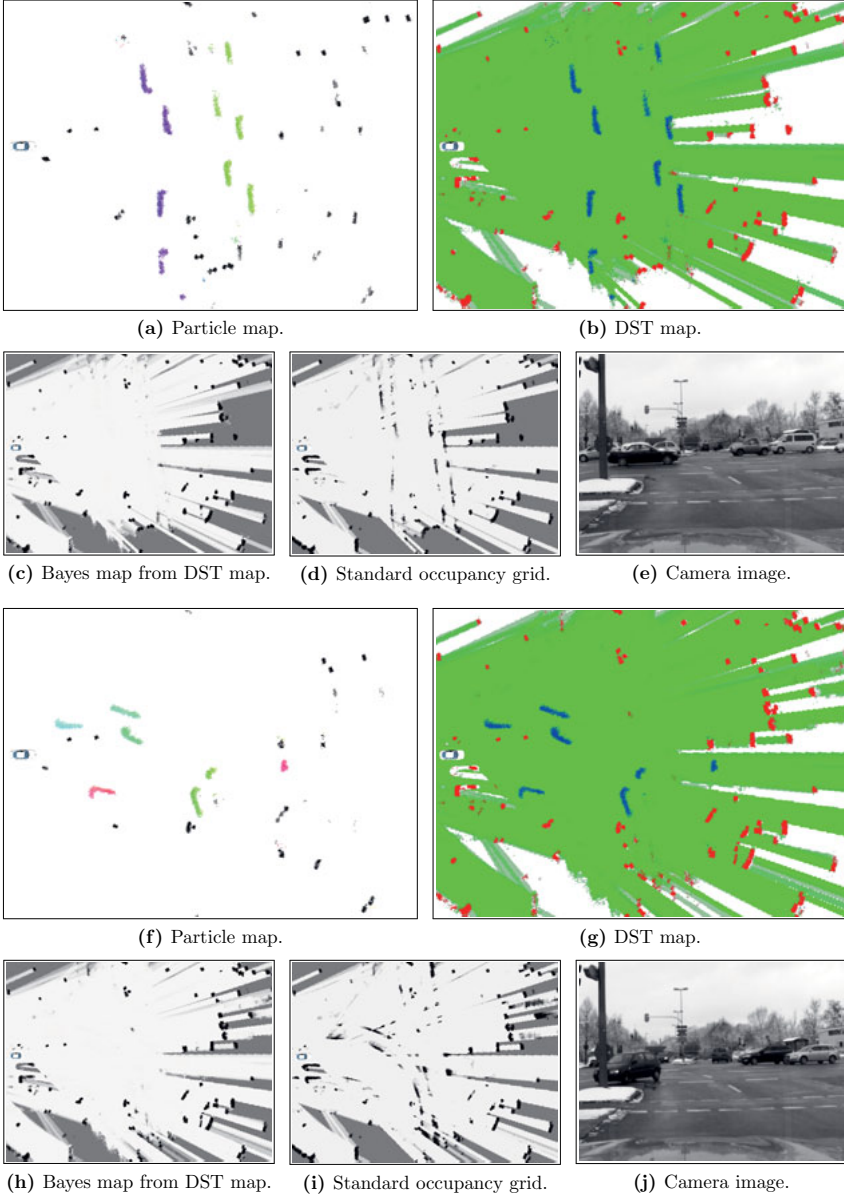 (a) Particle map.
(b) DST map.
(c) Bayes map from DST map.
(d) Standard occupancy grid.
(e) Camera image.
(f) Particle map.
(g) DST map.
(h) Bayes map from DST map.
(i) Standard occupancy grid.
(j) Camera image.